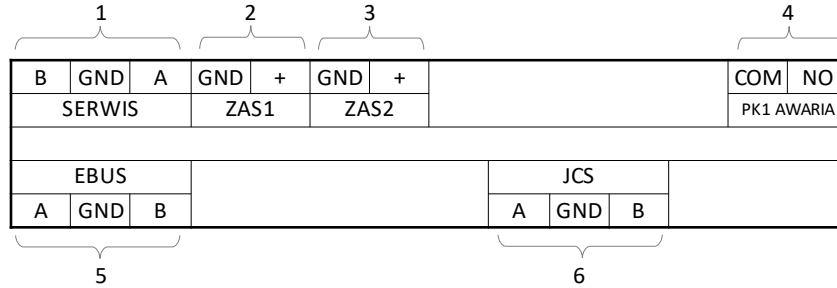 1 2 3 4
B GND A GND + GND + COM NO
SERWIS ZAS1 ZAS2 PK1 AWARIA
EBUS JCS
A GND B A GND B
5 6